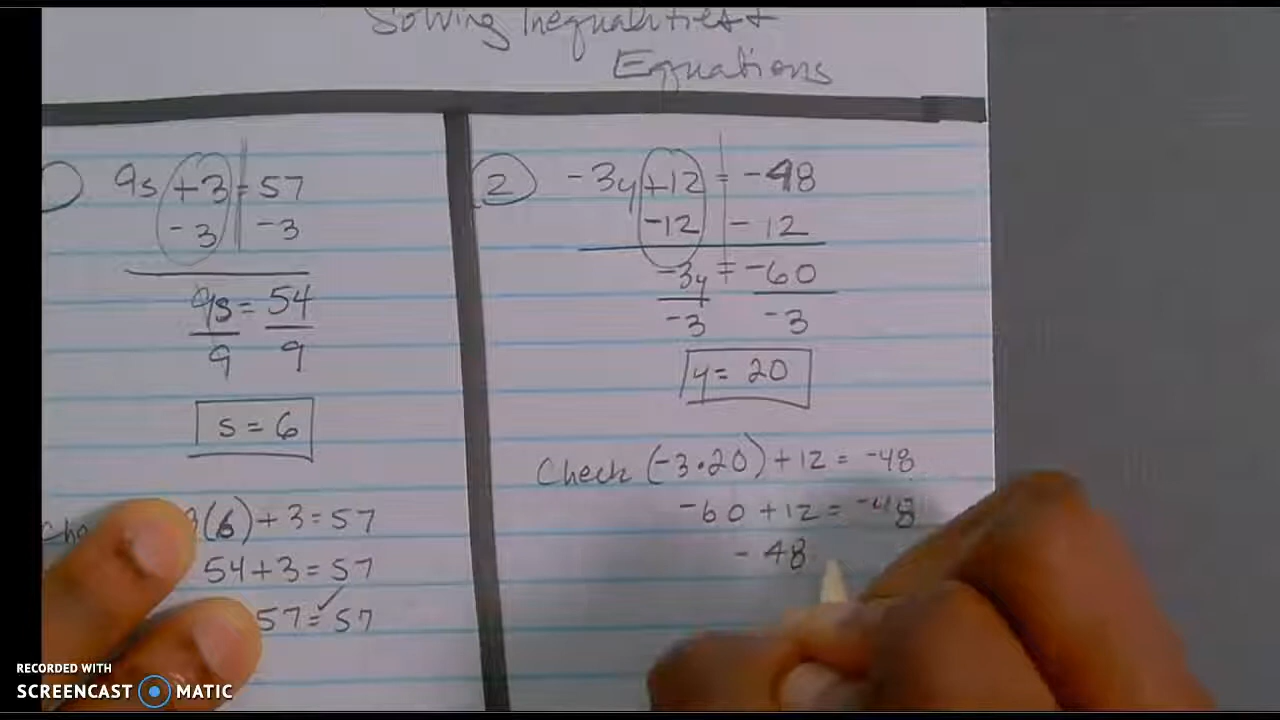 Solving Inequalities +
Equations
9s +3 = 57
-3 -3
9s = 54
9 9
s = 6
9(6) + 3 = 57
54 + 3 = 57
57 = 57 ✓
2
-3y +12 = -48
-12 -12
-3y = -60
-3 -3
y = 20
Check (-3•20) + 12 = -48
-60 + 12 = -48
-48
RECORDED WITH
SCREENCAST MATIC